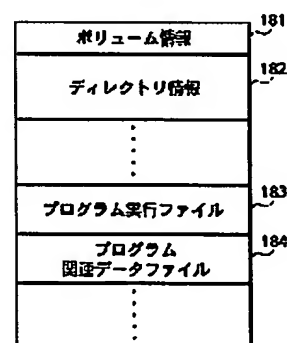 ボリューム情報 181
ディレクトリ情報 182
プログラム実行ファイル 183
プログラム 184
関連データファイル